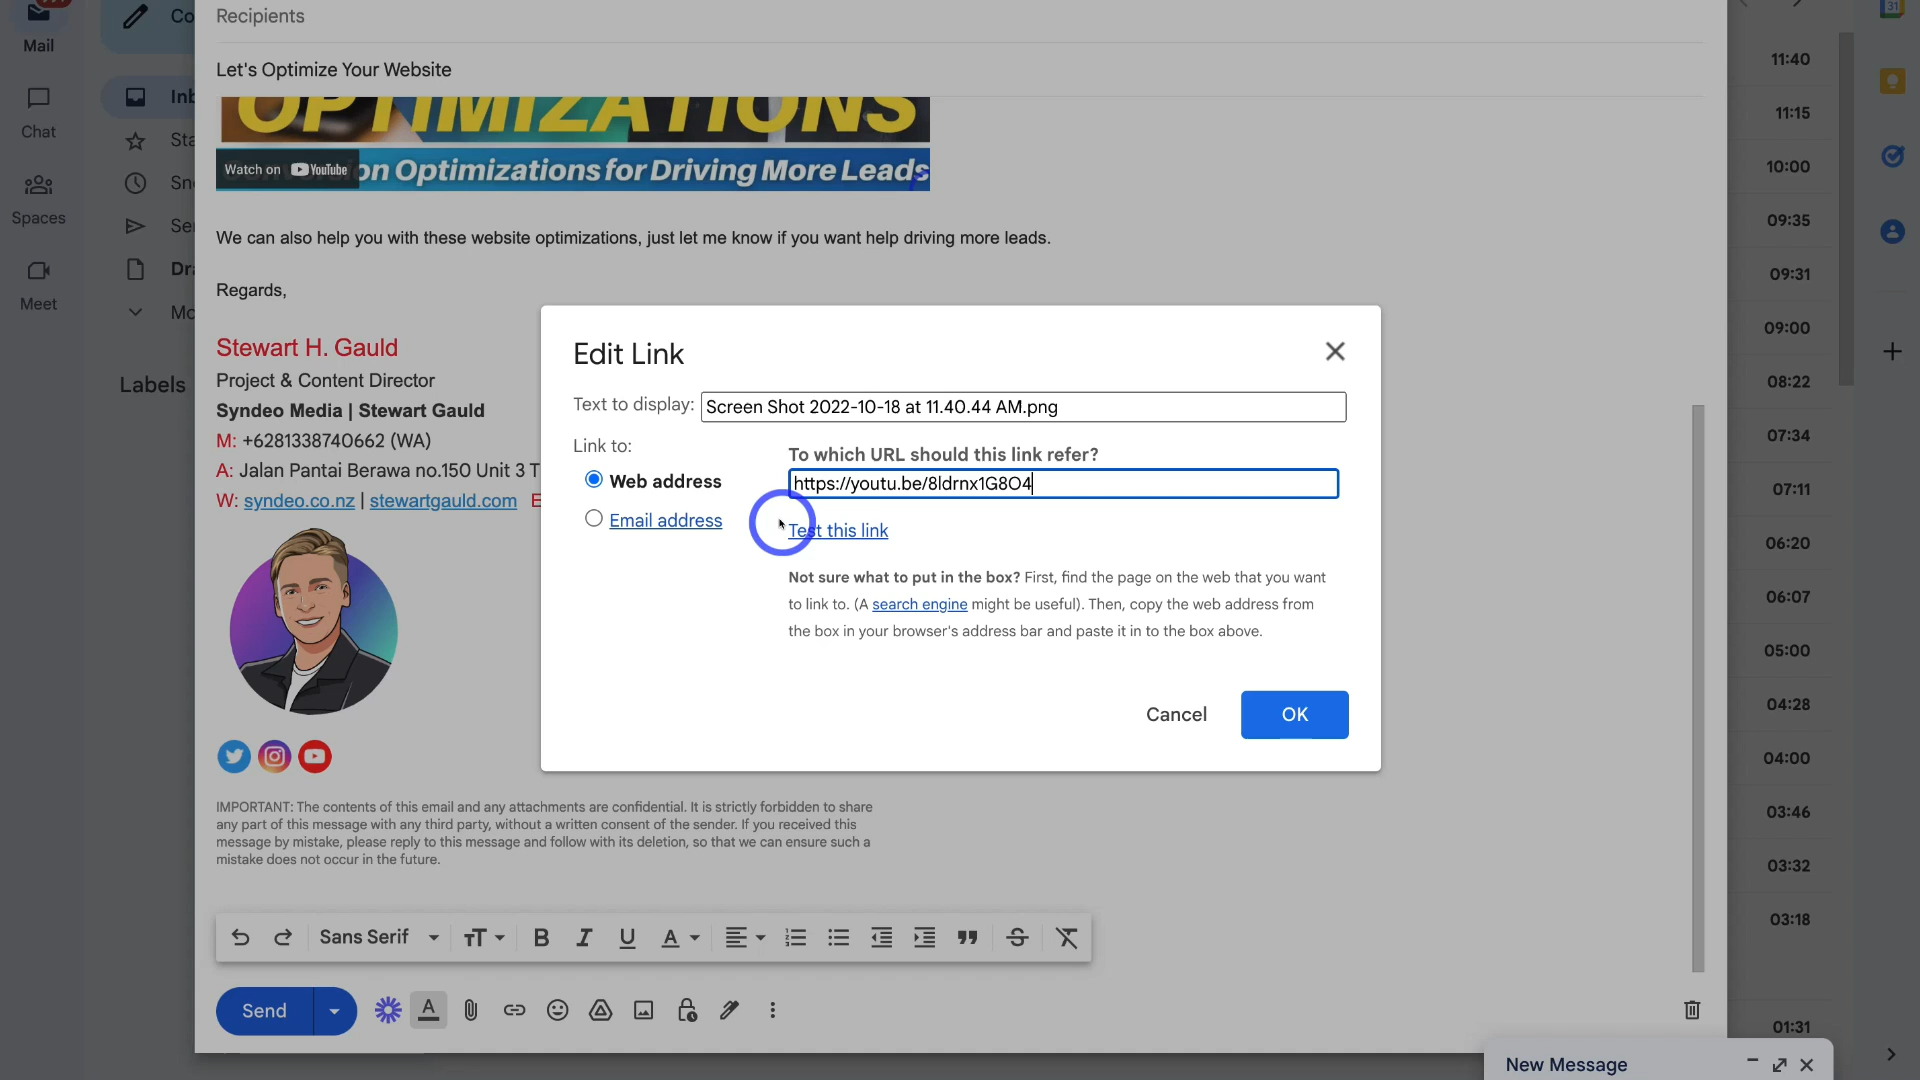 Mail
Chat
Spaces
Meet
Labels
Recipients
Let's Optimize Your Website
OPTIMIZATIONS
Watch on YouTube
on Optimizations for Driving More Leads
We can also help you with these website optimizations, just let me know if you want help driving more leads.
Regards,
Stewart H. Gauld
Project & Content Director
Syndeo Media | Stewart Gauld
M: +6281338740662 (WA)
A: Jalan Pantai Berawa no.150 Unit 3 T
W: syndeo.co.nz | stewartgauld.com E
IMPORTANT: The contents of this email and any attachments are confidential. It is strictly forbidden to share
any part of this message with any third party, without a written consent of the sender. If you received this
message by mistake, please reply to this message and follow with its deletion, so that we can ensure such a
mistake does not occur in the future.
Edit Link
Text to display: Screen Shot 2022-10-18 at 11.40.44 AM.png
Link to:
Web address
Email address
To which URL should this link refer?
https://youtu.be/8ldrnx1G8O4
Test this link
Not sure what to put in the box? First, find the page on the web that you want
to link to. (A search engine might be useful). Then, copy the web address from
the box in your browser's address bar and paste it in to the box above.
Cancel
OK
Sans Serif
Send
11:40
11:15
10:00
09:35
09:31
09:00
08:22
07:34
07:11
06:20
06:07
05:00
04:28
04:00
03:46
03:32
03:18
01:31
31
New Message